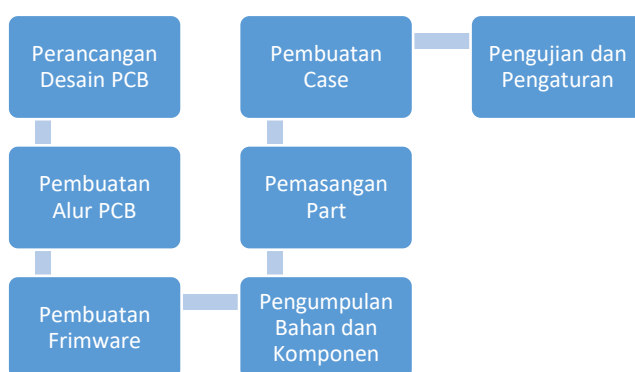 Perancangan
Desain PCB
Pembuatan
Alur PCB
Pembuatan
Frimware
Pengumpulan
Bahan dan
Komponen
Pemasangan
Part
Pembuatan
Case
Pengujian dan
Pengaturan